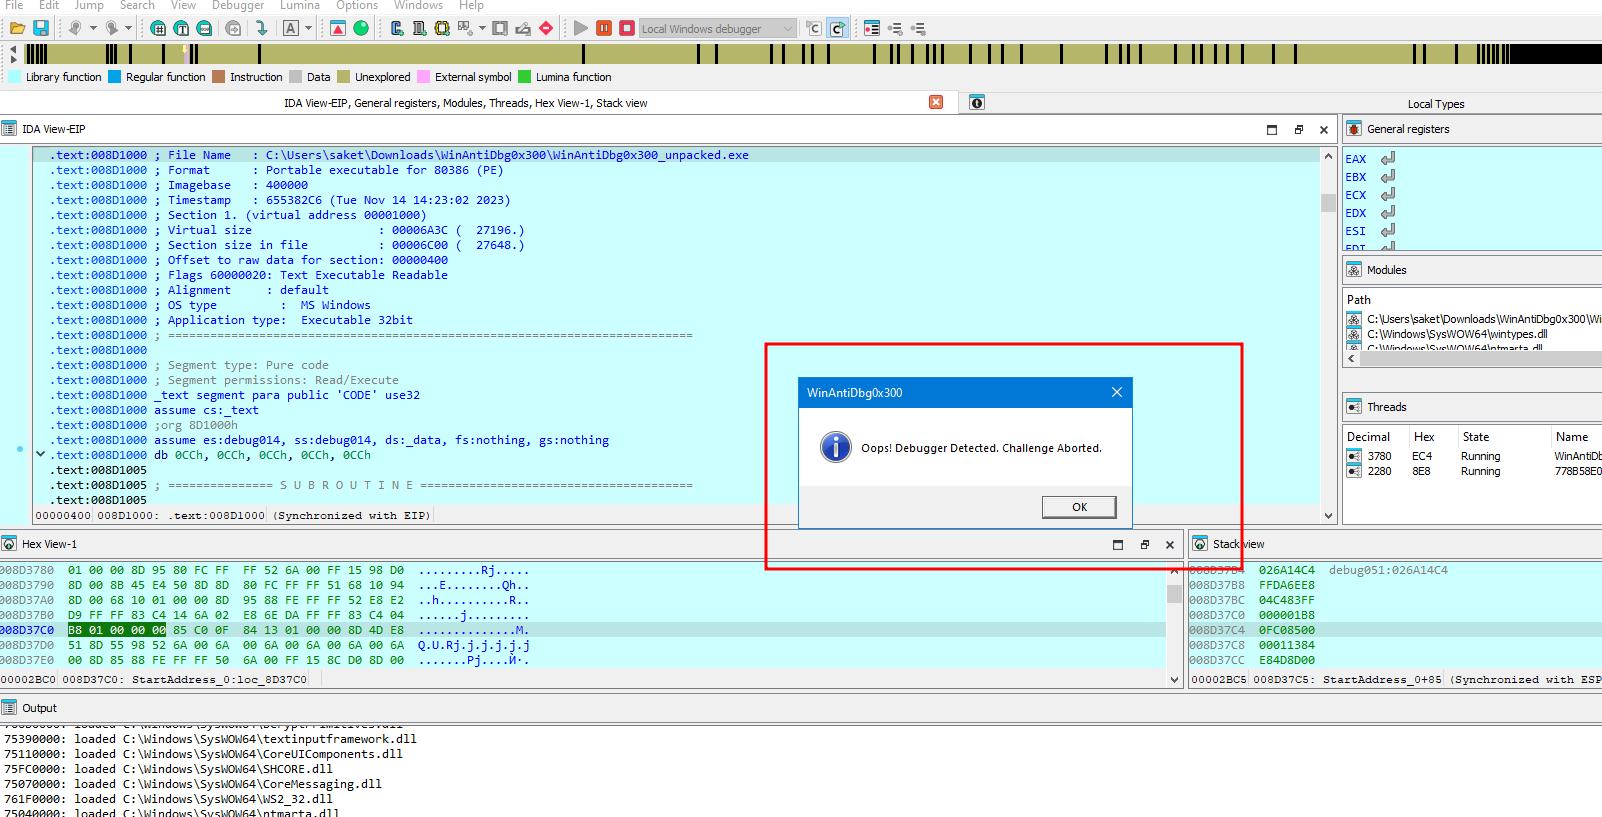 File Edit Jump Search View Debugger Lumina Options Windows Help
Local Windows debugger
Library function Regular function Instruction Data Unexplored External symbol Lumina function
IDA View-EIP, General registers, Modules, Threads, Hex View-1, Stack view
Local Types
IDA View-EIP
.text:008D1000 ; File Name   : C:\Users\saket\Downloads\WinAntiDbg0x300\WinAntiDbg0x300_unpacked.exe
.text:008D1000 ; Format      : Portable executable for 80386 (PE)
.text:008D1000 ; Imagebase   : 400000
.text:008D1000 ; Timestamp   : 655382C6 (Tue Nov 14 14:23:02 2023)
.text:008D1000 ; Section 1. (virtual address 00001000)
.text:008D1000 ; Virtual size                  : 00006A3C (  27196.)
.text:008D1000 ; Section size in file          : 00006C00 (  27648.)
.text:008D1000 ; Offset to raw data for section: 00000400
.text:008D1000 ; Flags 60000020: Text Executable Readable
.text:008D1000 ; Alignment     : default
.text:008D1000 ; OS type         :  MS Windows
.text:008D1000 ; Application type:  Executable 32bit
.text:008D1000 ; ======================================================================
.text:008D1000
.text:008D1000 ; Segment type: Pure code
.text:008D1000 ; Segment permissions: Read/Execute
.text:008D1000 _text segment para public 'CODE' use32
.text:008D1000 assume cs:_text
.text:008D1000 ;org 8D1000h
.text:008D1000 assume es:debug014, ss:debug014, ds:_data, fs:nothing, gs:nothing
.text:008D1000 db 0CCh, 0CCh, 0CCh, 0CCh, 0CCh
.text:008D1005
.text:008D1005 ; =============== S U B R O U T I N E =======================================
.text:008D1005
00000400 008D1000: .text:008D1000 (Synchronized with EIP)
WinAntiDbg0x300
Oops! Debugger Detected. Challenge Aborted.
OK
General registers
EAX
EBX
ECX
EDX
ESI
EDI
Modules
Path
C:\Users\saket\Downloads\WinAntiDbg0x300\Wi
C:\Windows\SysWOW64\wintypes.dll
C:\Windows\SysWOW64\ntmarta.dll
Threads
Decimal Hex State Name
3780 EC4 Running WinAntiDb
2280 8E8 Running 778B58E0
Hex View-1
008D3780  01 00 00 8D 95 80 FC FF  FF 52 6A 00 FF 15 98 D0  .........Rj.....
008D3790  8D 00 8B 45 E4 50 8D 8D  80 FC FF FF 51 68 10 94  ...E........Qh..
008D37A0  8D 00 68 10 01 00 00 8D  95 88 FE FF FF 52 E8 E2  ..h..........R..
008D37B0  D9 FF FF 83 C4 14 6A 02  E8 6E DA FF FF 83 C4 04  ......j.........
008D37C0  B8 01 00 00 00 85 C0 0F  84 13 01 00 00 8D 4D E8  ..............M.
008D37D0  51 8D 55 98 52 6A 00 6A  00 6A 00 6A 00 6A 00 6A  Q.U.Rj.j.j.j.j.j
008D37E0  00 8D 85 88 FE FF FF 50  6A 00 FF 15 8C D0 8D 00  .......Pj....Ѝ·.
00002BC0 008D37C0: StartAddress_0:loc_8D37C0
Stack view
008D37B4 026A14C4 debug051:026A14C4
008D37B8 FFDA6EE8
008D37BC 04C483FF
008D37C0 000001B8
008D37C4 0FC08500
008D37C8 00011384
008D37CC E84D8D00
00002BC5 008D37C5: StartAddress_0+85 (Synchronized with ESP
Output
75390000: loaded C:\Windows\SysWOW64\textinputframework.dll
75110000: loaded C:\Windows\SysWOW64\CoreUIComponents.dll
75FC0000: loaded C:\Windows\SysWOW64\SHCORE.dll
75070000: loaded C:\Windows\SysWOW64\CoreMessaging.dll
761F0000: loaded C:\Windows\SysWOW64\WS2_32.dll
75040000: loaded C:\Windows\SysWOW64\ntmarta.dll